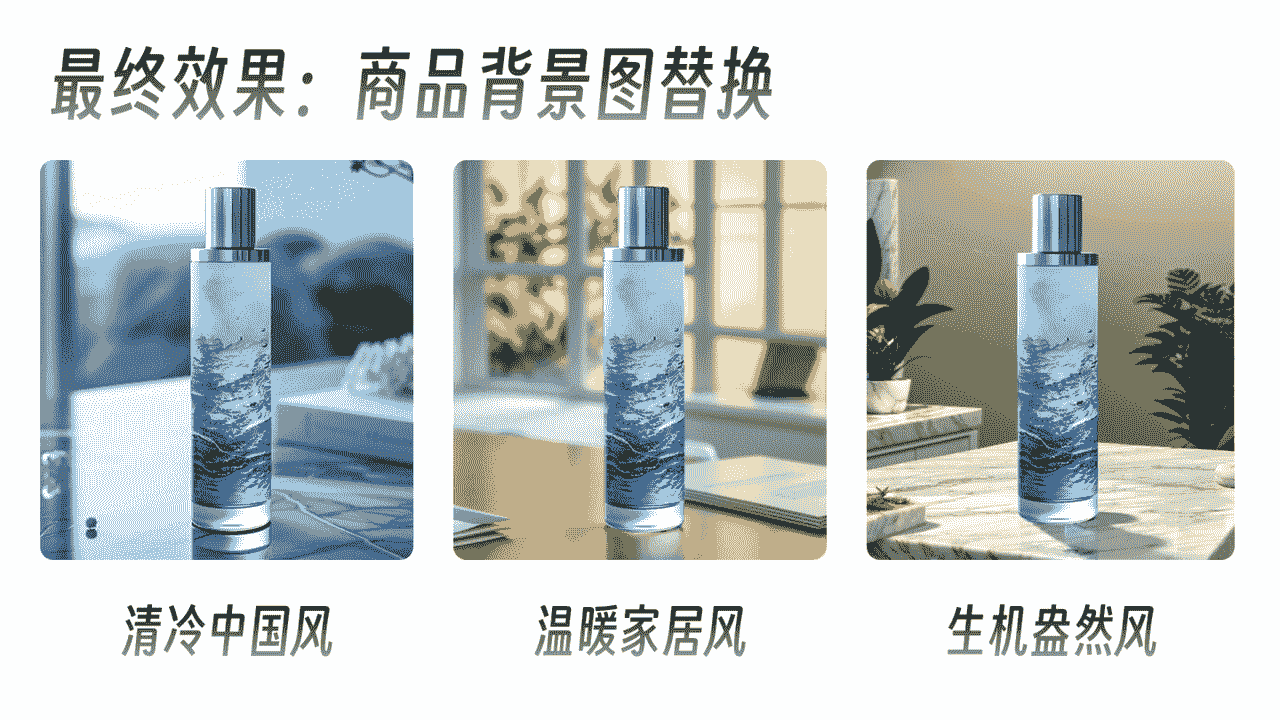 最终效果：商品背景图替换
清冷中国风
温暖家居风
生机盎然风